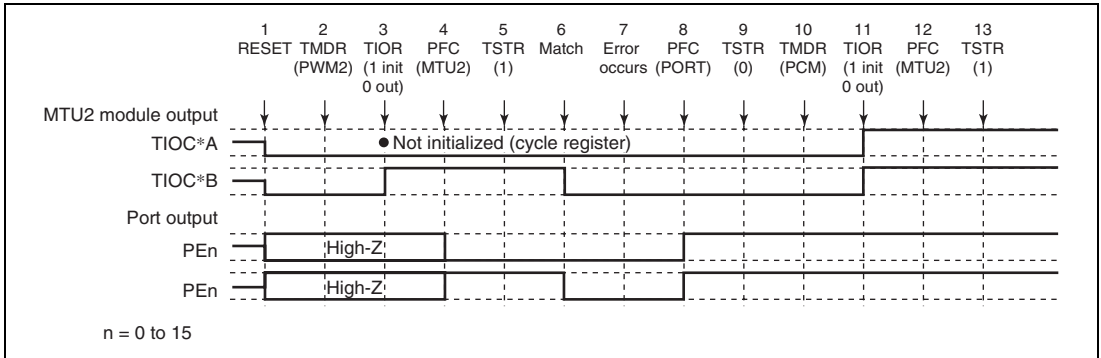 1 2 3 4 5 6 7 8 9 10 11 12 13
RESET TMDR TIOR PFC TSTR Match Error PFC TSTR TMDR TIOR PFC TSTR
(PWM2) (1 init (MTU2) (1) occurs (PORT) (0) (PCM) (1 init (MTU2) (1)
0 out) 0 out)
MTU2 module output
TIOC*A
● Not initialized (cycle register)
TIOC*B
Port output
PEn
High-Z
PEn
High-Z
n = 0 to 15